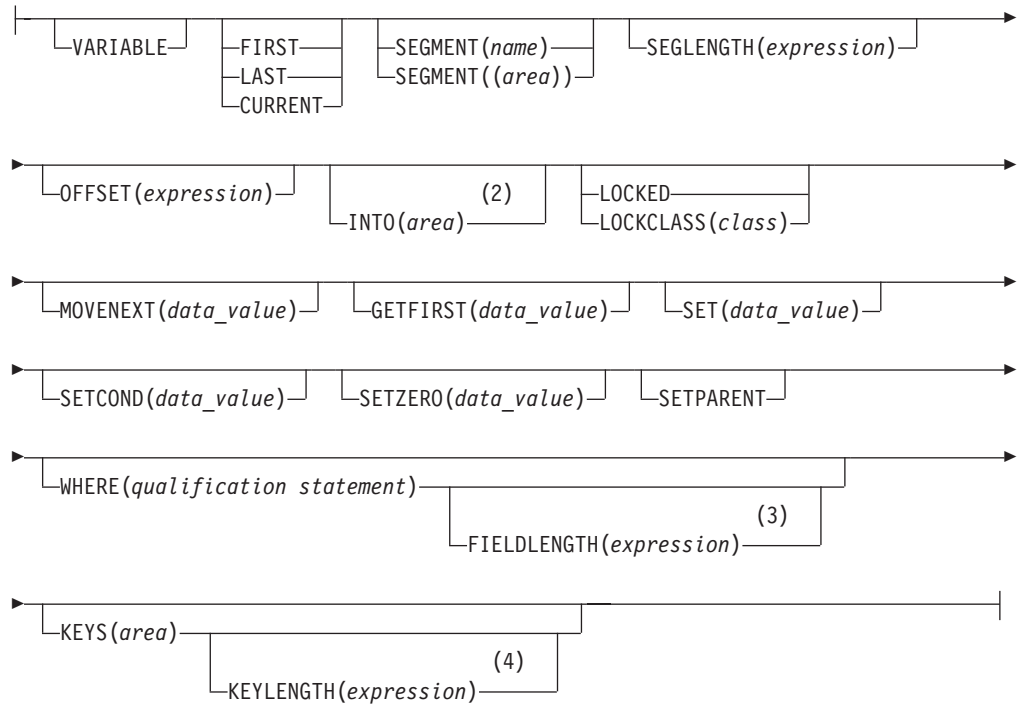 VARIABLE FIRST SEGMENT(name) SEGLENGTH(expression)
LAST SEGMENT((area))
CURRENT
OFFSET(expression) (2) LOCKED
INTO(area) LOCKCLASS(class)
MOVENEXT(data_value) GETFIRST(data_value) SET(data_value)
SETCOND(data_value) SETZERO(data_value) SETPARENT
WHERE(qualification statement)
(3)
FIELDLENGTH(expression)
KEYS(area)
(4)
KEYLENGTH(expression)